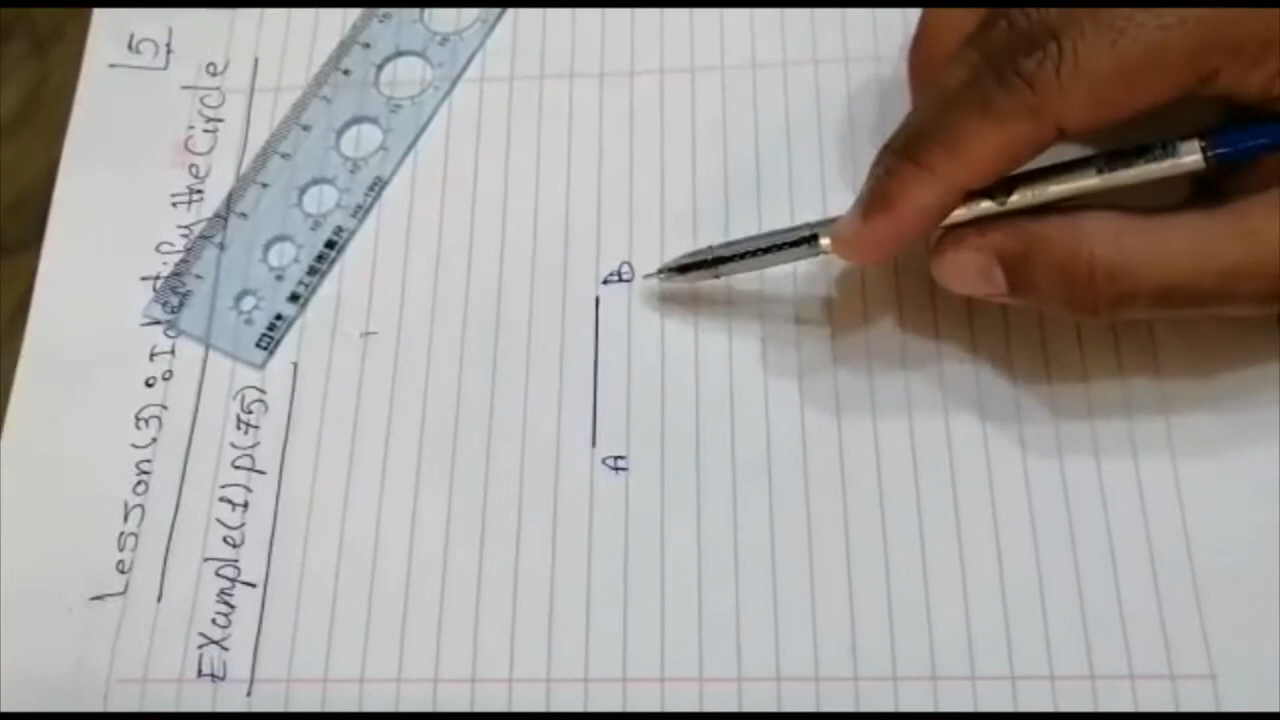 5
Lesson(3): Identify the Circle
Example(1) p(75)
A B